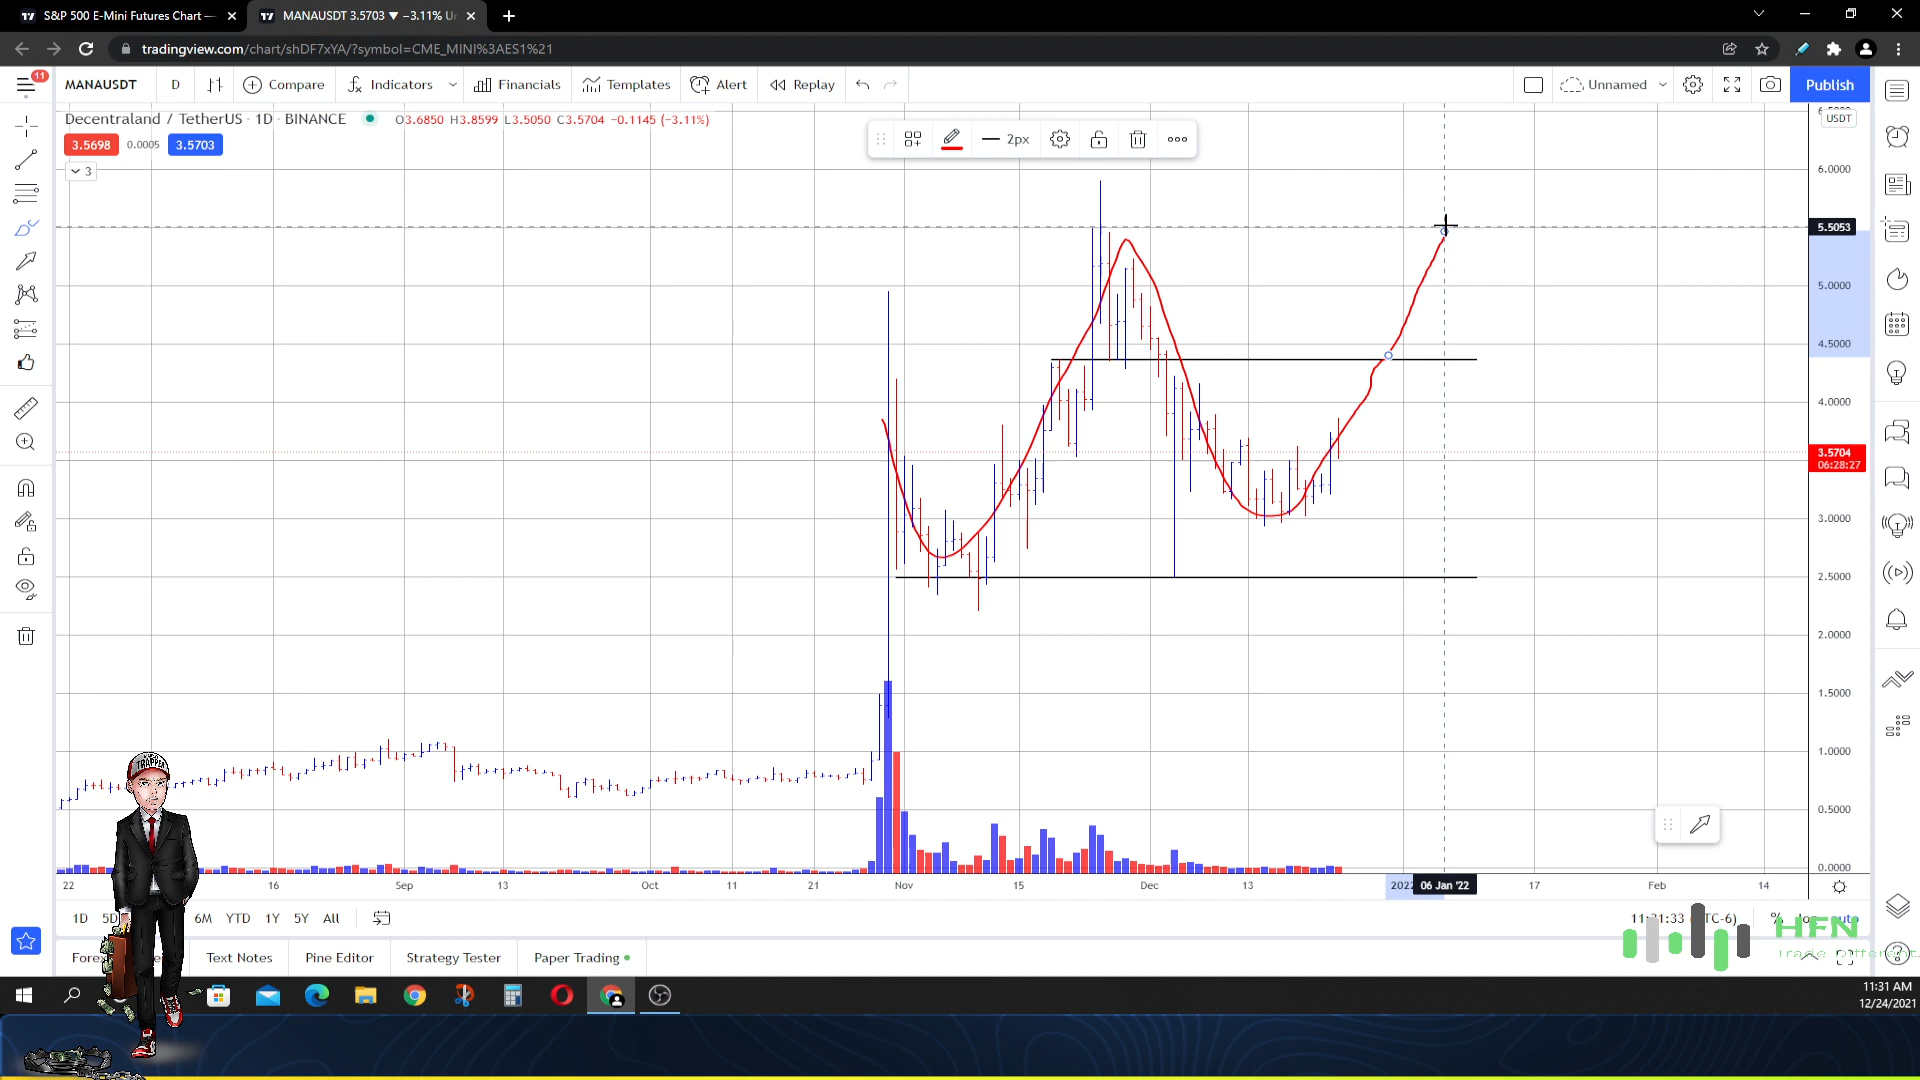 S&P 500 E-Mini Futures Chart —
MANAUSDT 3.5703 ▼ −3.11% U
tradingview.com/chart/shDF7xYA/?symbol=CME_MINI%3AES1%21
11
MANAUSDT
D
Compare
Indicators
Financials
Templates
Alert
Replay
Unnamed
Publish
Decentraland / TetherUS · 1D · BINANCE
O3.6850 H3.8599 L3.5050 C3.5704 −0.1145 (−3.11%)
3.5698
0.0005
3.5703
3
2px
USDT
6.0000
5.5053
5.0000
4.5000
4.0000
3.5704
06:28:27
3.0000
2.5000
2.0000
1.5000
1.0000
0.5000
0.0000
TRAPPER
22
16
Sep
13
Oct
11
21
Nov
15
Dec
13
2022
06 Jan '22
17
Feb
14
1D
5D
6M
YTD
1Y
5Y
All
%
HFN
Text Notes
Pine Editor
Strategy Tester
Paper Trading
11:31 AM
12/24/2021